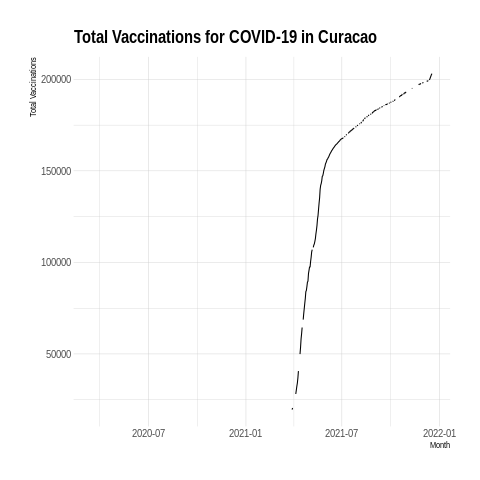 Total Vaccinations for COVID-19 in Curacao
Total Vaccinations
200000
150000
100000
50000
2020-07 2021-01 2021-07 2022-01
Month